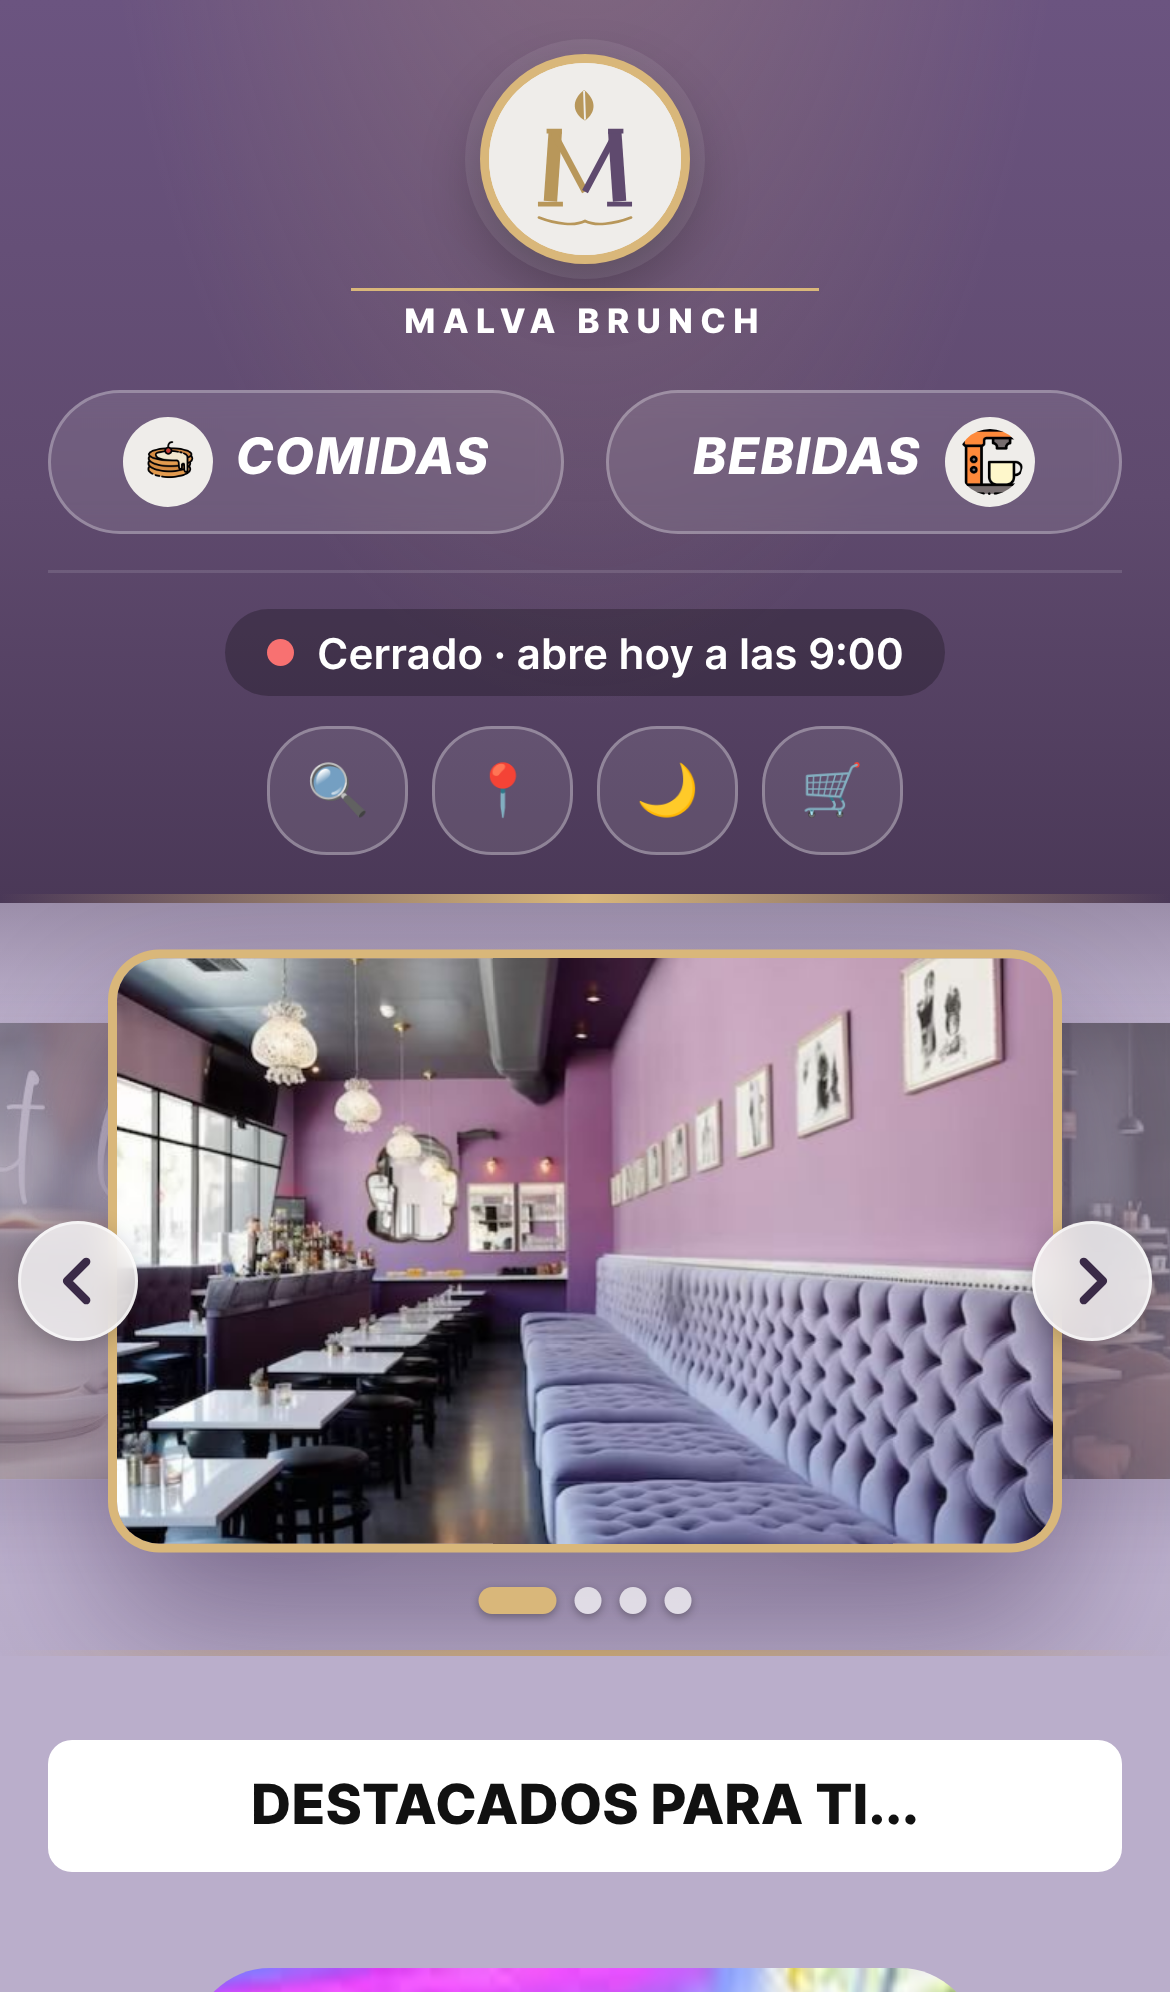 M
MALVA BRUNCH
COMIDAS
BEBIDAS
Cerrado · abre hoy a las 9:00
DESTACADOS PARA TI...